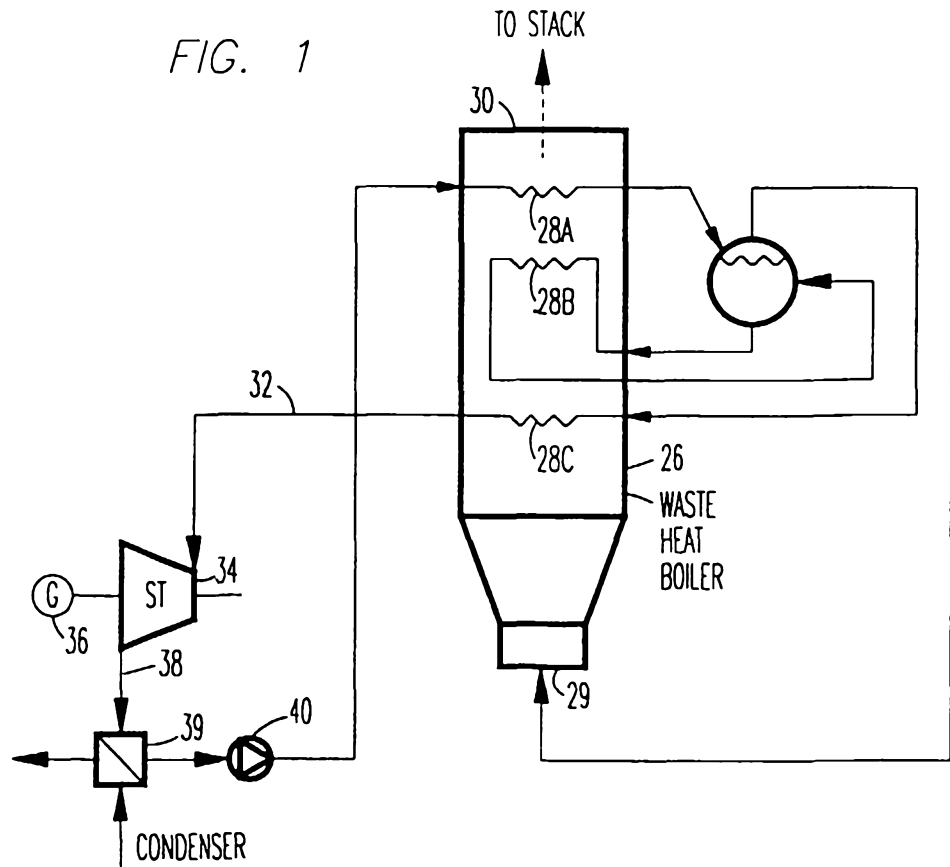 FIG. 1
TO STACK
30
28A
28B
32
28C
26
WASTE
HEAT
BOILER
34
ST
G
36
38
29
40
39
CONDENSER